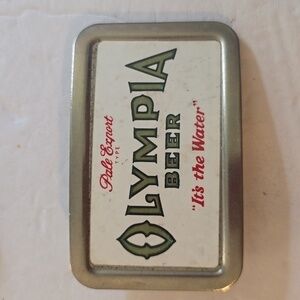 Pale Export
TYPE
OLYMPIA
BEER
"It's the Water"